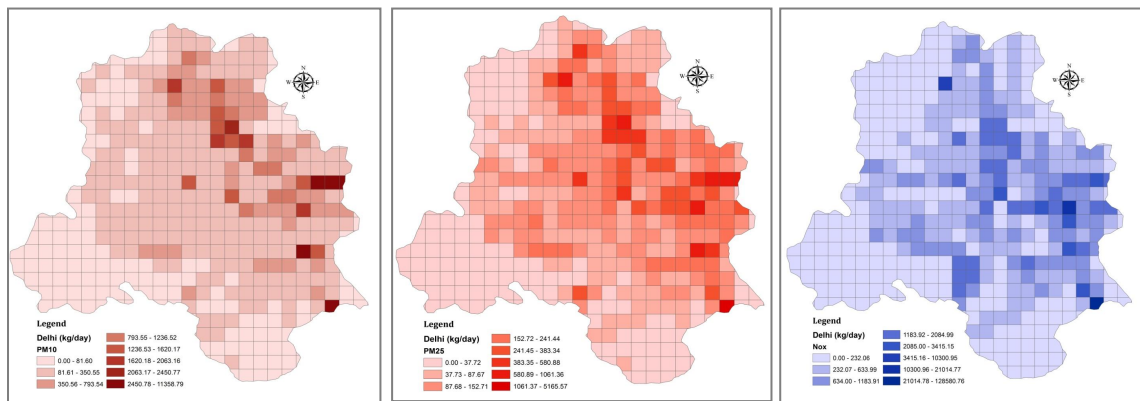 N
W E
S
Legend
Delhi (kg/day)
PM10
0.00 - 81.60
81.61 - 350.55
350.56 - 793.54
793.55 - 1236.52
1236.53 - 1620.17
1620.18 - 2063.16
2063.17 - 2450.77
2450.78 - 11358.79
N
W E
S
Legend
Delhi (kg/day)
PM25
0.00 - 37.72
37.73 - 87.67
87.68 - 152.71
152.72 - 241.44
241.45 - 383.34
383.35 - 580.88
580.89 - 1061.36
1061.37 - 5165.57
N
W E
S
Legend
Delhi (kg/day)
Nox
0.00 - 232.06
232.07 - 633.99
634.00 - 1183.91
1183.92 - 2084.99
2085.00 - 3415.15
3415.16 - 10300.95
10300.96 - 21014.77
21014.78 - 128580.76